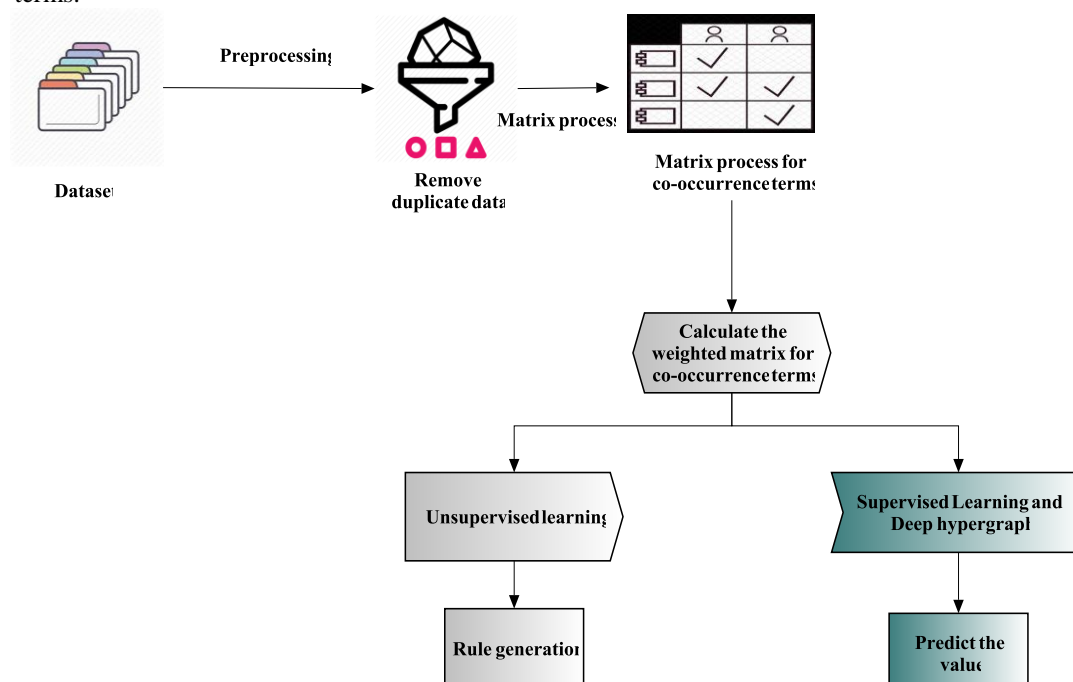 terms.
Preprocessing
Matrix process
Dataset
Remove
duplicate data
Matrix process for
co-occurrence terms
Calculate the
weighted matrix for
co-occurrence terms
Unsupervised learning
Supervised Learning and
Deep hypergraph
Rule generation
Predict the
value